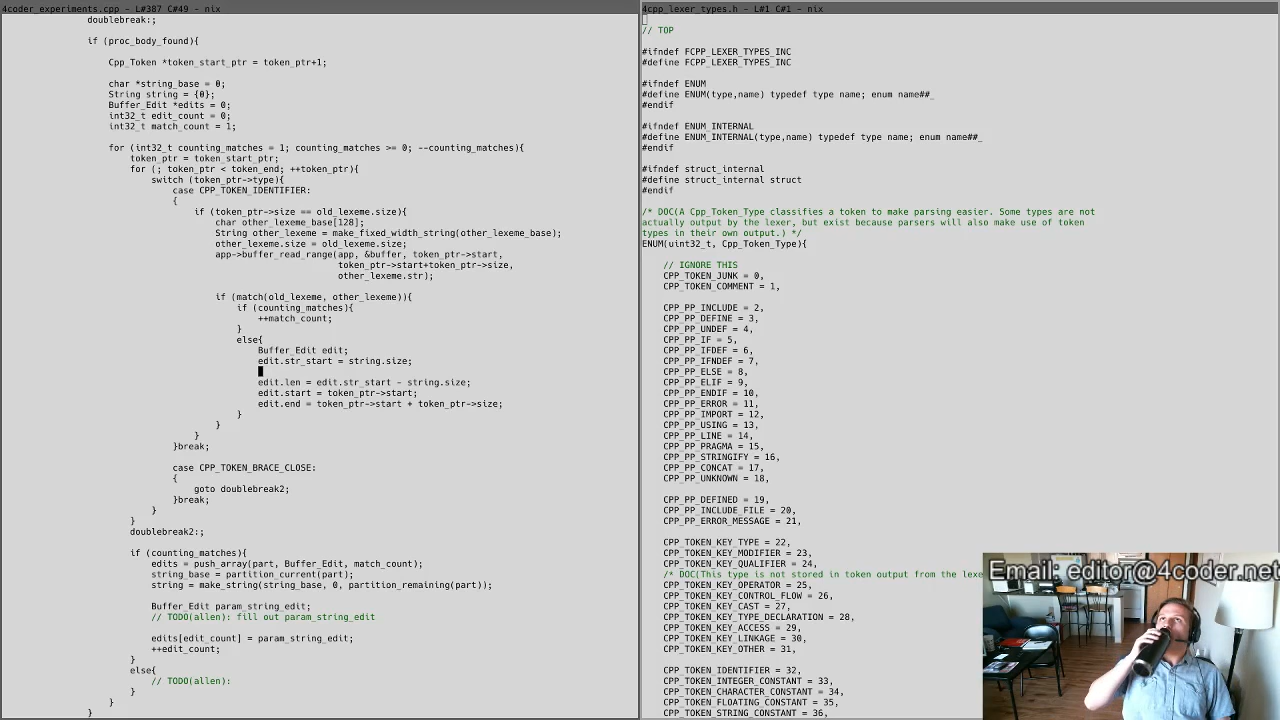 4coder_experiments.cpp - L#387 C#49 - nix
doublebreak:;
if (proc_body_found){
Cpp_Token *token_start_ptr = token_ptr+1;
char *string_base = 0;
String string = {0};
Buffer_Edit *edits = 0;
int32_t edit_count = 0;
int32_t match_count = 1;
for (int32_t counting_matches = 1; counting_matches >= 0; --counting_matches){
token_ptr = token_start_ptr;
for (; token_ptr < token_end; ++token_ptr){
switch (token_ptr->type){
case CPP_TOKEN_IDENTIFIER:
{
if (token_ptr->size == old_lexeme.size){
char other_lexeme_base[128];
String other_lexeme = make_fixed_width_string(other_lexeme_base);
other_lexeme.size = old_lexeme.size;
app->buffer_read_range(app, &buffer, token_ptr->start,
token_ptr->start+token_ptr->size,
other_lexeme.str);
if (match(old_lexeme, other_lexeme)){
if (counting_matches){
++match_count;
}
else{
Buffer_Edit edit;
edit.str_start = string.size;
edit.len = edit.str_start - string.size;
edit.start = token_ptr->start;
edit.end = token_ptr->start + token_ptr->size;
}
}
}
}break;
case CPP_TOKEN_BRACE_CLOSE:
{
goto doublebreak2;
}break;
}
}
doublebreak2:;
if (counting_matches){
edits = push_array(part, Buffer_Edit, match_count);
string_base = partition_current(part);
string = make_string(string_base, 0, partition_remaining(part));
Buffer_Edit param_string_edit;
// TODO(allen): fill out param_string_edit
edits[edit_count] = param_string_edit;
++edit_count;
}
else{
// TODO(allen):
}
}
}
4cpp_lexer_types.h - L#1 C#1 - nix
// TOP
#ifndef FCPP_LEXER_TYPES_INC
#define FCPP_LEXER_TYPES_INC
#ifndef ENUM
#define ENUM(type,name) typedef type name; enum name##_
#endif
#ifndef ENUM_INTERNAL
#define ENUM_INTERNAL(type,name) typedef type name; enum name##_
#endif
#ifndef struct_internal
#define struct_internal struct
#endif
/* DOC(A Cpp_Token_Type classifies a token to make parsing easier. Some types are not
actually output by the lexer, but exist because parsers will also make use of token
types in their own output.) */
ENUM(uint32_t, Cpp_Token_Type){
// IGNORE THIS
CPP_TOKEN_JUNK = 0,
CPP_TOKEN_COMMENT = 1,
CPP_PP_INCLUDE = 2,
CPP_PP_DEFINE = 3,
CPP_PP_UNDEF = 4,
CPP_PP_IF = 5,
CPP_PP_IFDEF = 6,
CPP_PP_IFNDEF = 7,
CPP_PP_ELSE = 8,
CPP_PP_ELIF = 9,
CPP_PP_ENDIF = 10,
CPP_PP_ERROR = 11,
CPP_PP_IMPORT = 12,
CPP_PP_USING = 13,
CPP_PP_LINE = 14,
CPP_PP_PRAGMA = 15,
CPP_PP_STRINGIFY = 16,
CPP_PP_CONCAT = 17,
CPP_PP_UNKNOWN = 18,
CPP_PP_DEFINED = 19,
CPP_PP_INCLUDE_FILE = 20,
CPP_PP_ERROR_MESSAGE = 21,
CPP_TOKEN_KEY_TYPE = 22,
CPP_TOKEN_KEY_MODIFIER = 23,
CPP_TOKEN_KEY_QUALIFIER = 24,
/* DOC(This type is not stored in token output from the lexe
CPP_TOKEN_KEY_OPERATOR = 25,
CPP_TOKEN_KEY_CONTROL_FLOW = 26,
CPP_TOKEN_KEY_CAST = 27,
CPP_TOKEN_KEY_TYPE_DECLARATION = 28,
CPP_TOKEN_KEY_ACCESS = 29,
CPP_TOKEN_KEY_LINKAGE = 30,
CPP_TOKEN_KEY_OTHER = 31,
CPP_TOKEN_IDENTIFIER = 32,
CPP_TOKEN_INTEGER_CONSTANT = 33,
CPP_TOKEN_CHARACTER_CONSTANT = 34,
CPP_TOKEN_FLOATING_CONSTANT = 35,
CPP_TOKEN_STRING_CONSTANT = 36,
Email: editor@4coder.net